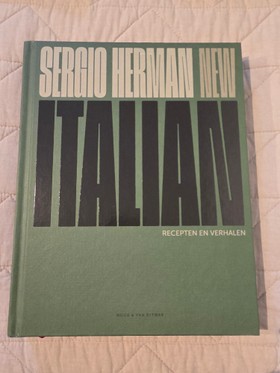 SERGIO HERMAN NEW
ITALIAN
RECEPTEN EN VERHALEN